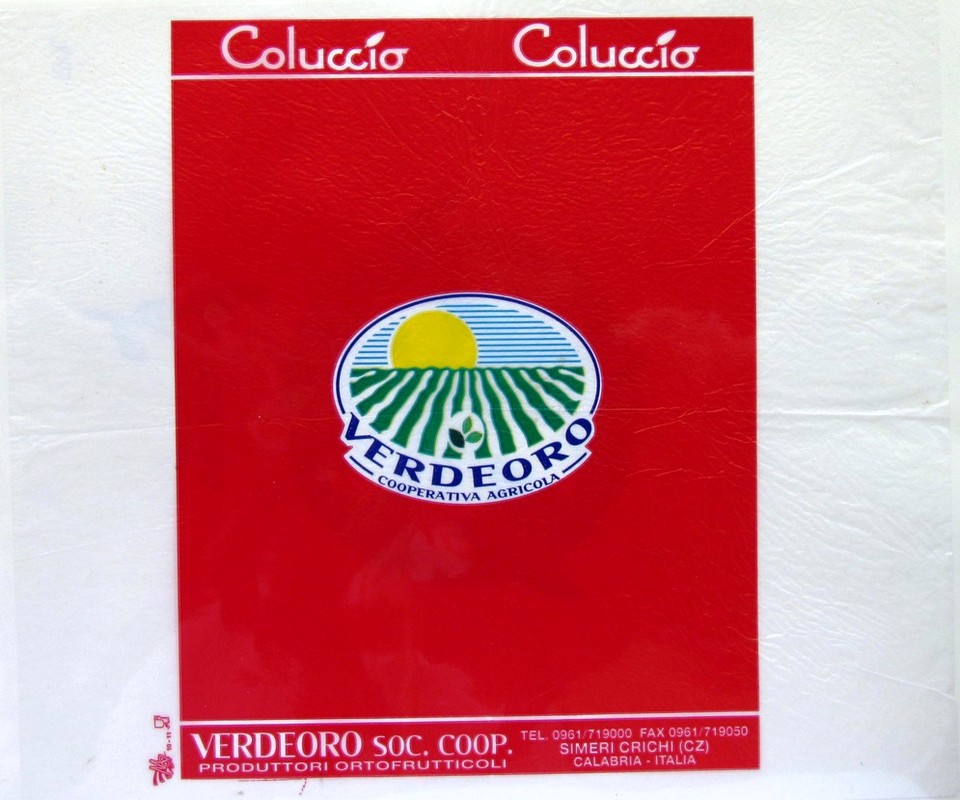 Coluccio Coluccio
VERDEORO
COOPERATIVA AGRICOLA
VERDEORO SOC. COOP.
PRODUTTORI ORTOFRUTTICOLI
TEL. 0961/719000 FAX 0961/719050
SIMERI CRICHI (CZ)
CALABRIA - ITALIA